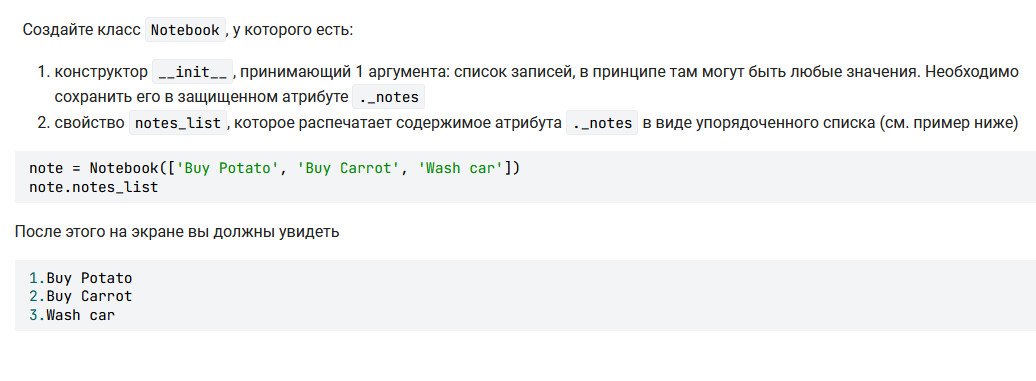 Создайте класс Notebook, у которого есть:
1. конструктор __init__, принимающий 1 аргумента: список записей, в принципе там могут быть любые значения. Необходимо
сохранить его в защищенном атрибуте ._notes
2. свойство notes_list, которое распечатает содержимое атрибута ._notes в виде упорядоченного списка (см. пример ниже)
note = Notebook(['Buy Potato', 'Buy Carrot', 'Wash car'])
note.notes_list
После этого на экране вы должны увидеть
1.Buy Potato
2.Buy Carrot
3.Wash car